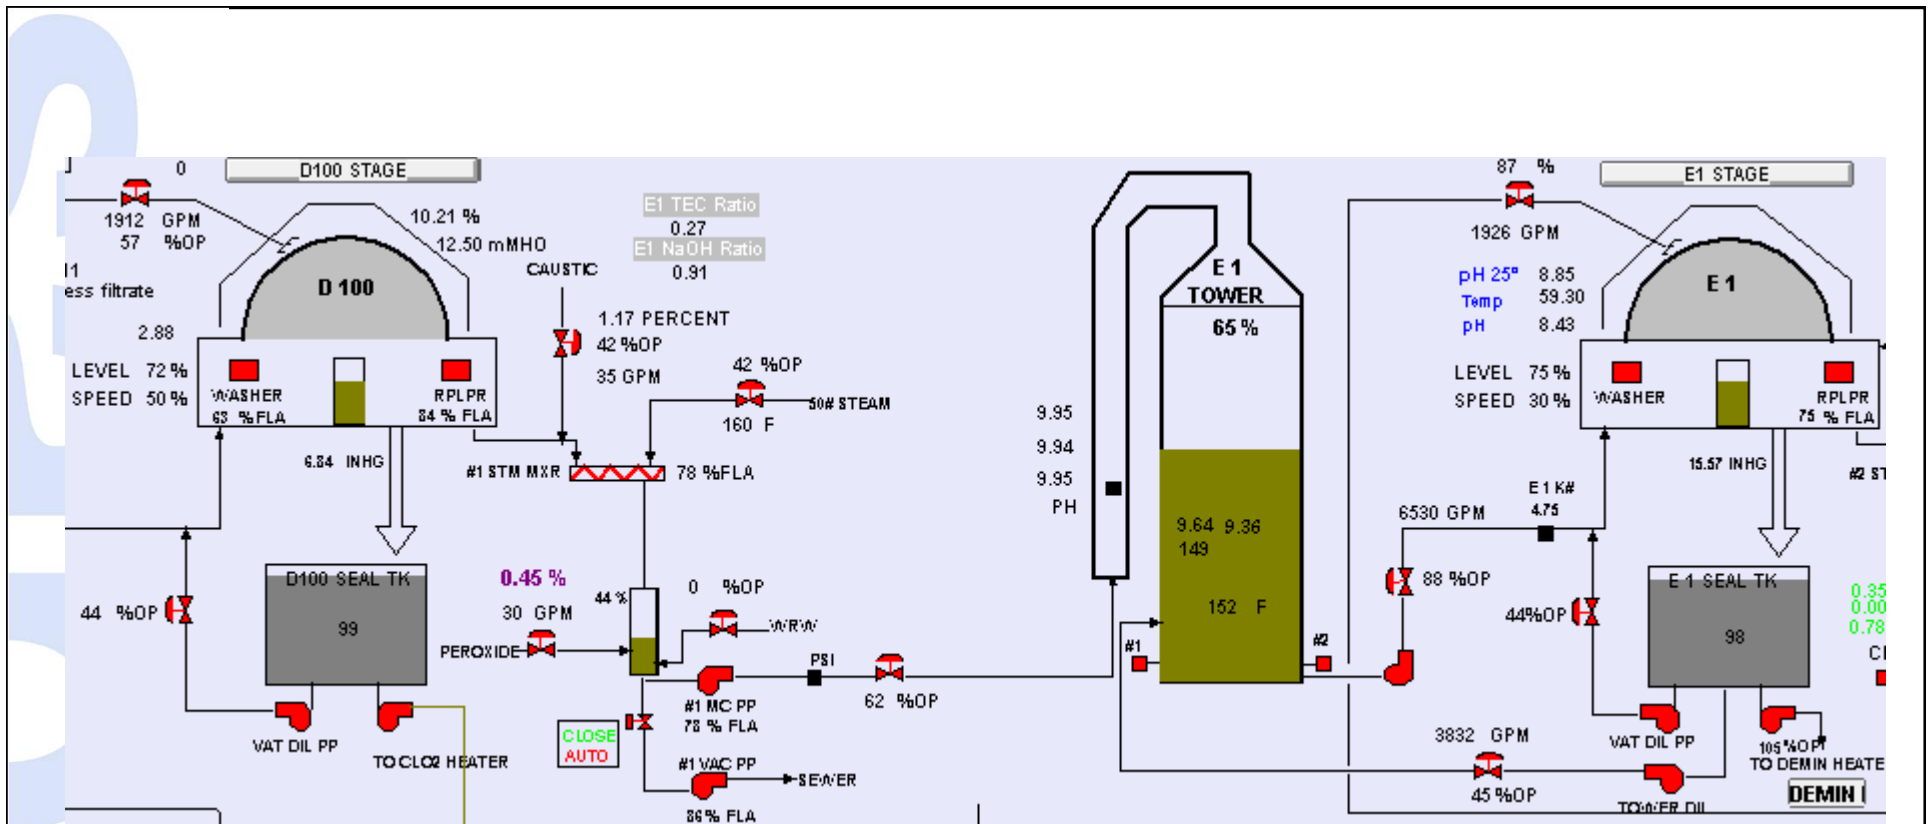 0
D100 STAGE
1912 GPM
57 %OP
10.21 %
12.50 mMHO
E1 TEC Ratio
0.27
E1 NaOH Ratio
0.91
ess filtrate
D 100
2.88
LEVEL 72 %
SPEED 50 %
WASHER
63 %FLA
RPLPR
84 % FLA
6.84 INHG
CAUSTIC
1.17 PERCENT
42 %OP
35 GPM
42 %OP
50# STEAM
160 F
#1 STM MXR
78 %FLA
D100 SEAL TK
99
44 %OP
VAT DIL PP
TO CLO2 HEATER
0.45 %
30 GPM
PEROXIDE
44 %
0 %OP
WRW
PSI
62 %OP
#1 MC PP
78 % FLA
CLOSE
AUTO
#1 VAC PP
SEWER
86 % FLA
E 1
TOWER
65 %
9.95
9.94
9.95
PH
9.64 9.36
149
152 F
#1
#2
87 %
E1 STAGE
1926 GPM
pH 25° 8.85
Temp 59.30
pH 8.43
E 1
LEVEL 75 %
SPEED 30 %
WASHER
RPLPR
75 % FLA
15.57 INHG
#2 ST
E 1 K#
4.75
6530 GPM
88 %OP
44%OP
E 1 SEAL TK
98
0.35
0.00
0.78
VAT DIL PP
105 %OP
TO DEMIN HEATE
3832 GPM
45 %OP
TOWER DIL
DEMIN